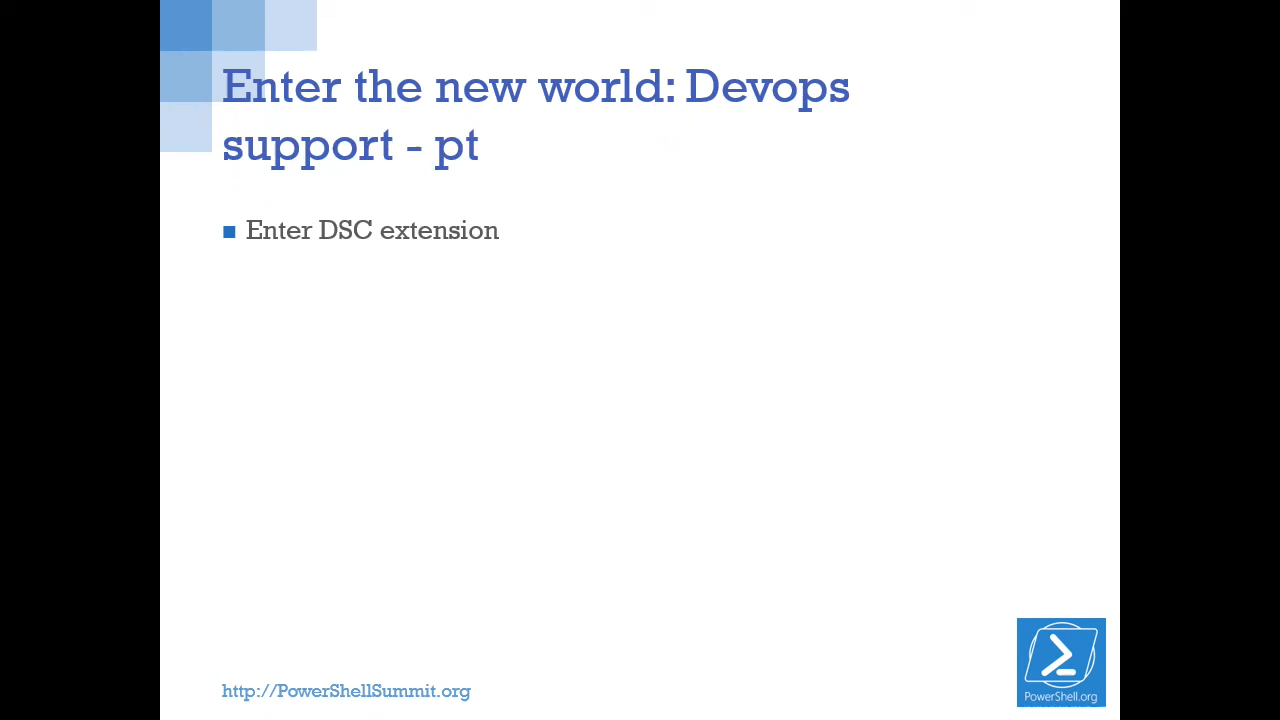 Enter the new world: Devops
support - pt
Enter DSC extension
http://PowerShellSummit.org
PowerShell.org